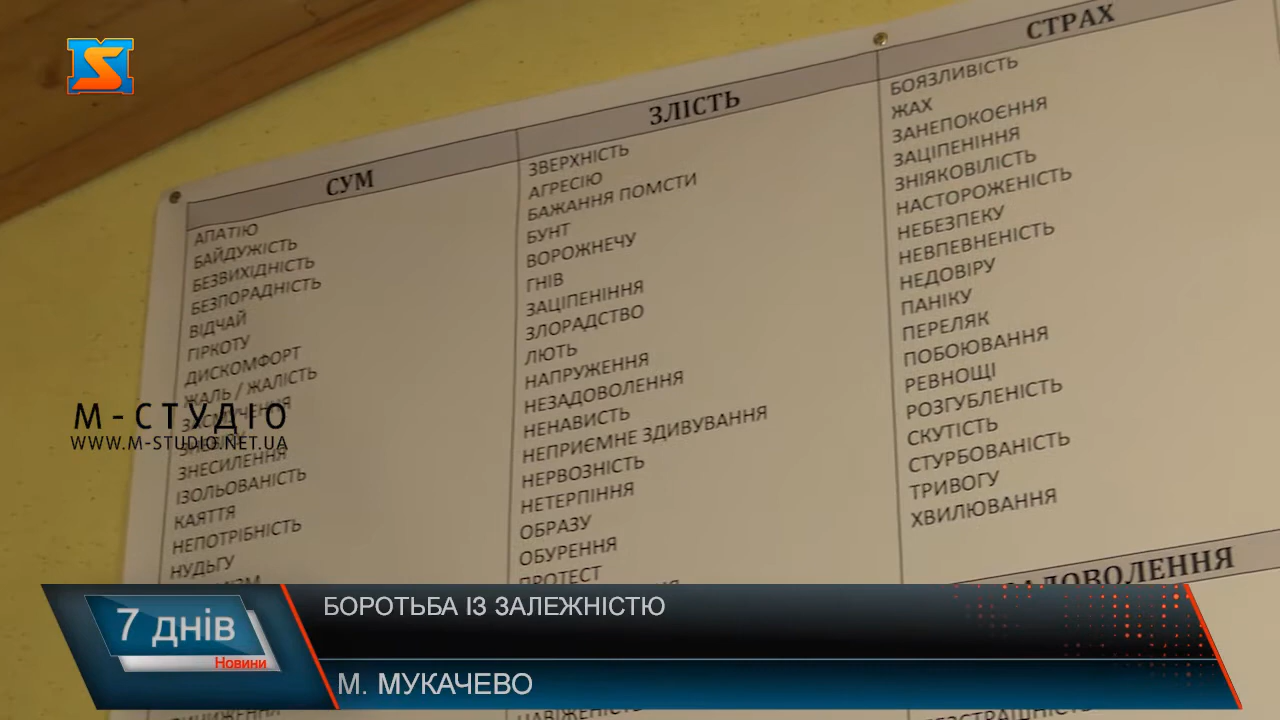 СУМ
АПАТІЮ
БАЙДУЖІСТЬ
БЕЗВИХІДНІСТЬ
БЕЗПОРАДНІСТЬ
ВІДЧАЙ
ГІРКОТУ
ДИСКОМФОРТ
ЖАЛЬ / ЖАЛІСТЬ
ЗАСМУЧЕННЯ
ЗНЕСИЛЕННЯ
ІЗОЛЬОВАНІСТЬ
КАЯТТЯ
НЕПОТРІБНІСТЬ
НУДЬГУ
ЗЛІСТЬ
ЗВЕРХНІСТЬ
АГРЕСІЮ
БАЖАННЯ ПОМСТИ
БУНТ
ВОРОЖНЕЧУ
ГНІВ
ЗАЦІПЕНІННЯ
ЗЛОРАДСТВО
ЛЮТЬ
НАПРУЖЕННЯ
НЕЗАДОВОЛЕННЯ
НЕНАВИСТЬ
НЕПРИЄМНЕ ЗДИВУВАННЯ
НЕРВОЗНІСТЬ
НЕТЕРПІННЯ
ОБРАЗУ
ОБУРЕННЯ
ПРОТЕСТ
СТРАХ
БОЯЗЛИВІСТЬ
ЖАХ
ЗАНЕПОКОЄННЯ
ЗАЦІПЕНІННЯ
ЗНІЯКОВІЛІСТЬ
НАСТОРОЖЕНІСТЬ
НЕБЕЗПЕКУ
НЕВПЕВНЕНІСТЬ
НЕДОВІРУ
ПАНІКУ
ПЕРЕЛЯК
ПОБОЮВАННЯ
РЕВНОЩІ
РОЗГУБЛЕНІСТЬ
СКУТІСТЬ
СТУРБОВАНІСТЬ
ТРИВОГУ
ХВИЛЮВАННЯ
М-СТУДІО
WWW.M-STUDIO.NET.UA
7 днів
Новини
БОРОТЬБА ІЗ ЗАЛЕЖНІСТЮ
М. МУКАЧЕВО